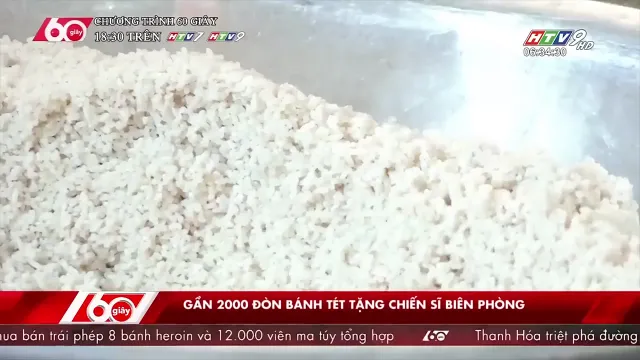 60 giây
CHƯƠNG TRÌNH 60 GIÂY
18:30 TRÊN HTV7 HTV9
HTV9 HD
06:34:30
60 giây
GẦN 2000 ĐÒN BÁNH TÉT TẶNG CHIẾN SĨ BIÊN PHÒNG
mua bán trái phép 8 bánh heroin và 12.000 viên ma túy tổng hợp 60 giây Thanh Hóa triệt phá đường